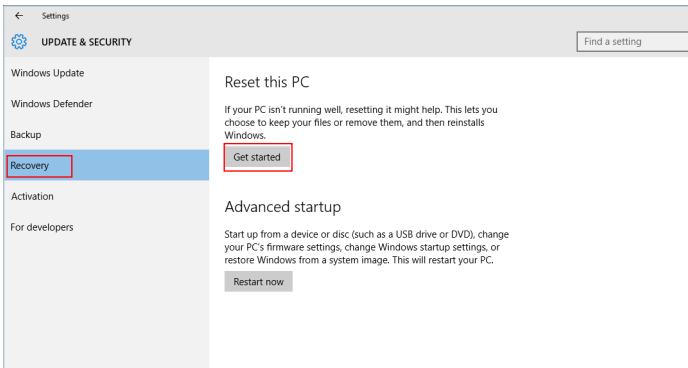 Settings
UPDATE & SECURITY
Find a setting
Windows Update
Windows Defender
Backup
Recovery
Activation
For developers
Reset this PC
If your PC isn't running well, resetting it might help. This lets you
choose to keep your files or remove them, and then reinstalls
Windows.
Get started
Advanced startup
Start up from a device or disc (such as a USB drive or DVD), change
your PC's firmware settings, change Windows startup settings, or
restore Windows from a system image. This will restart your PC.
Restart now